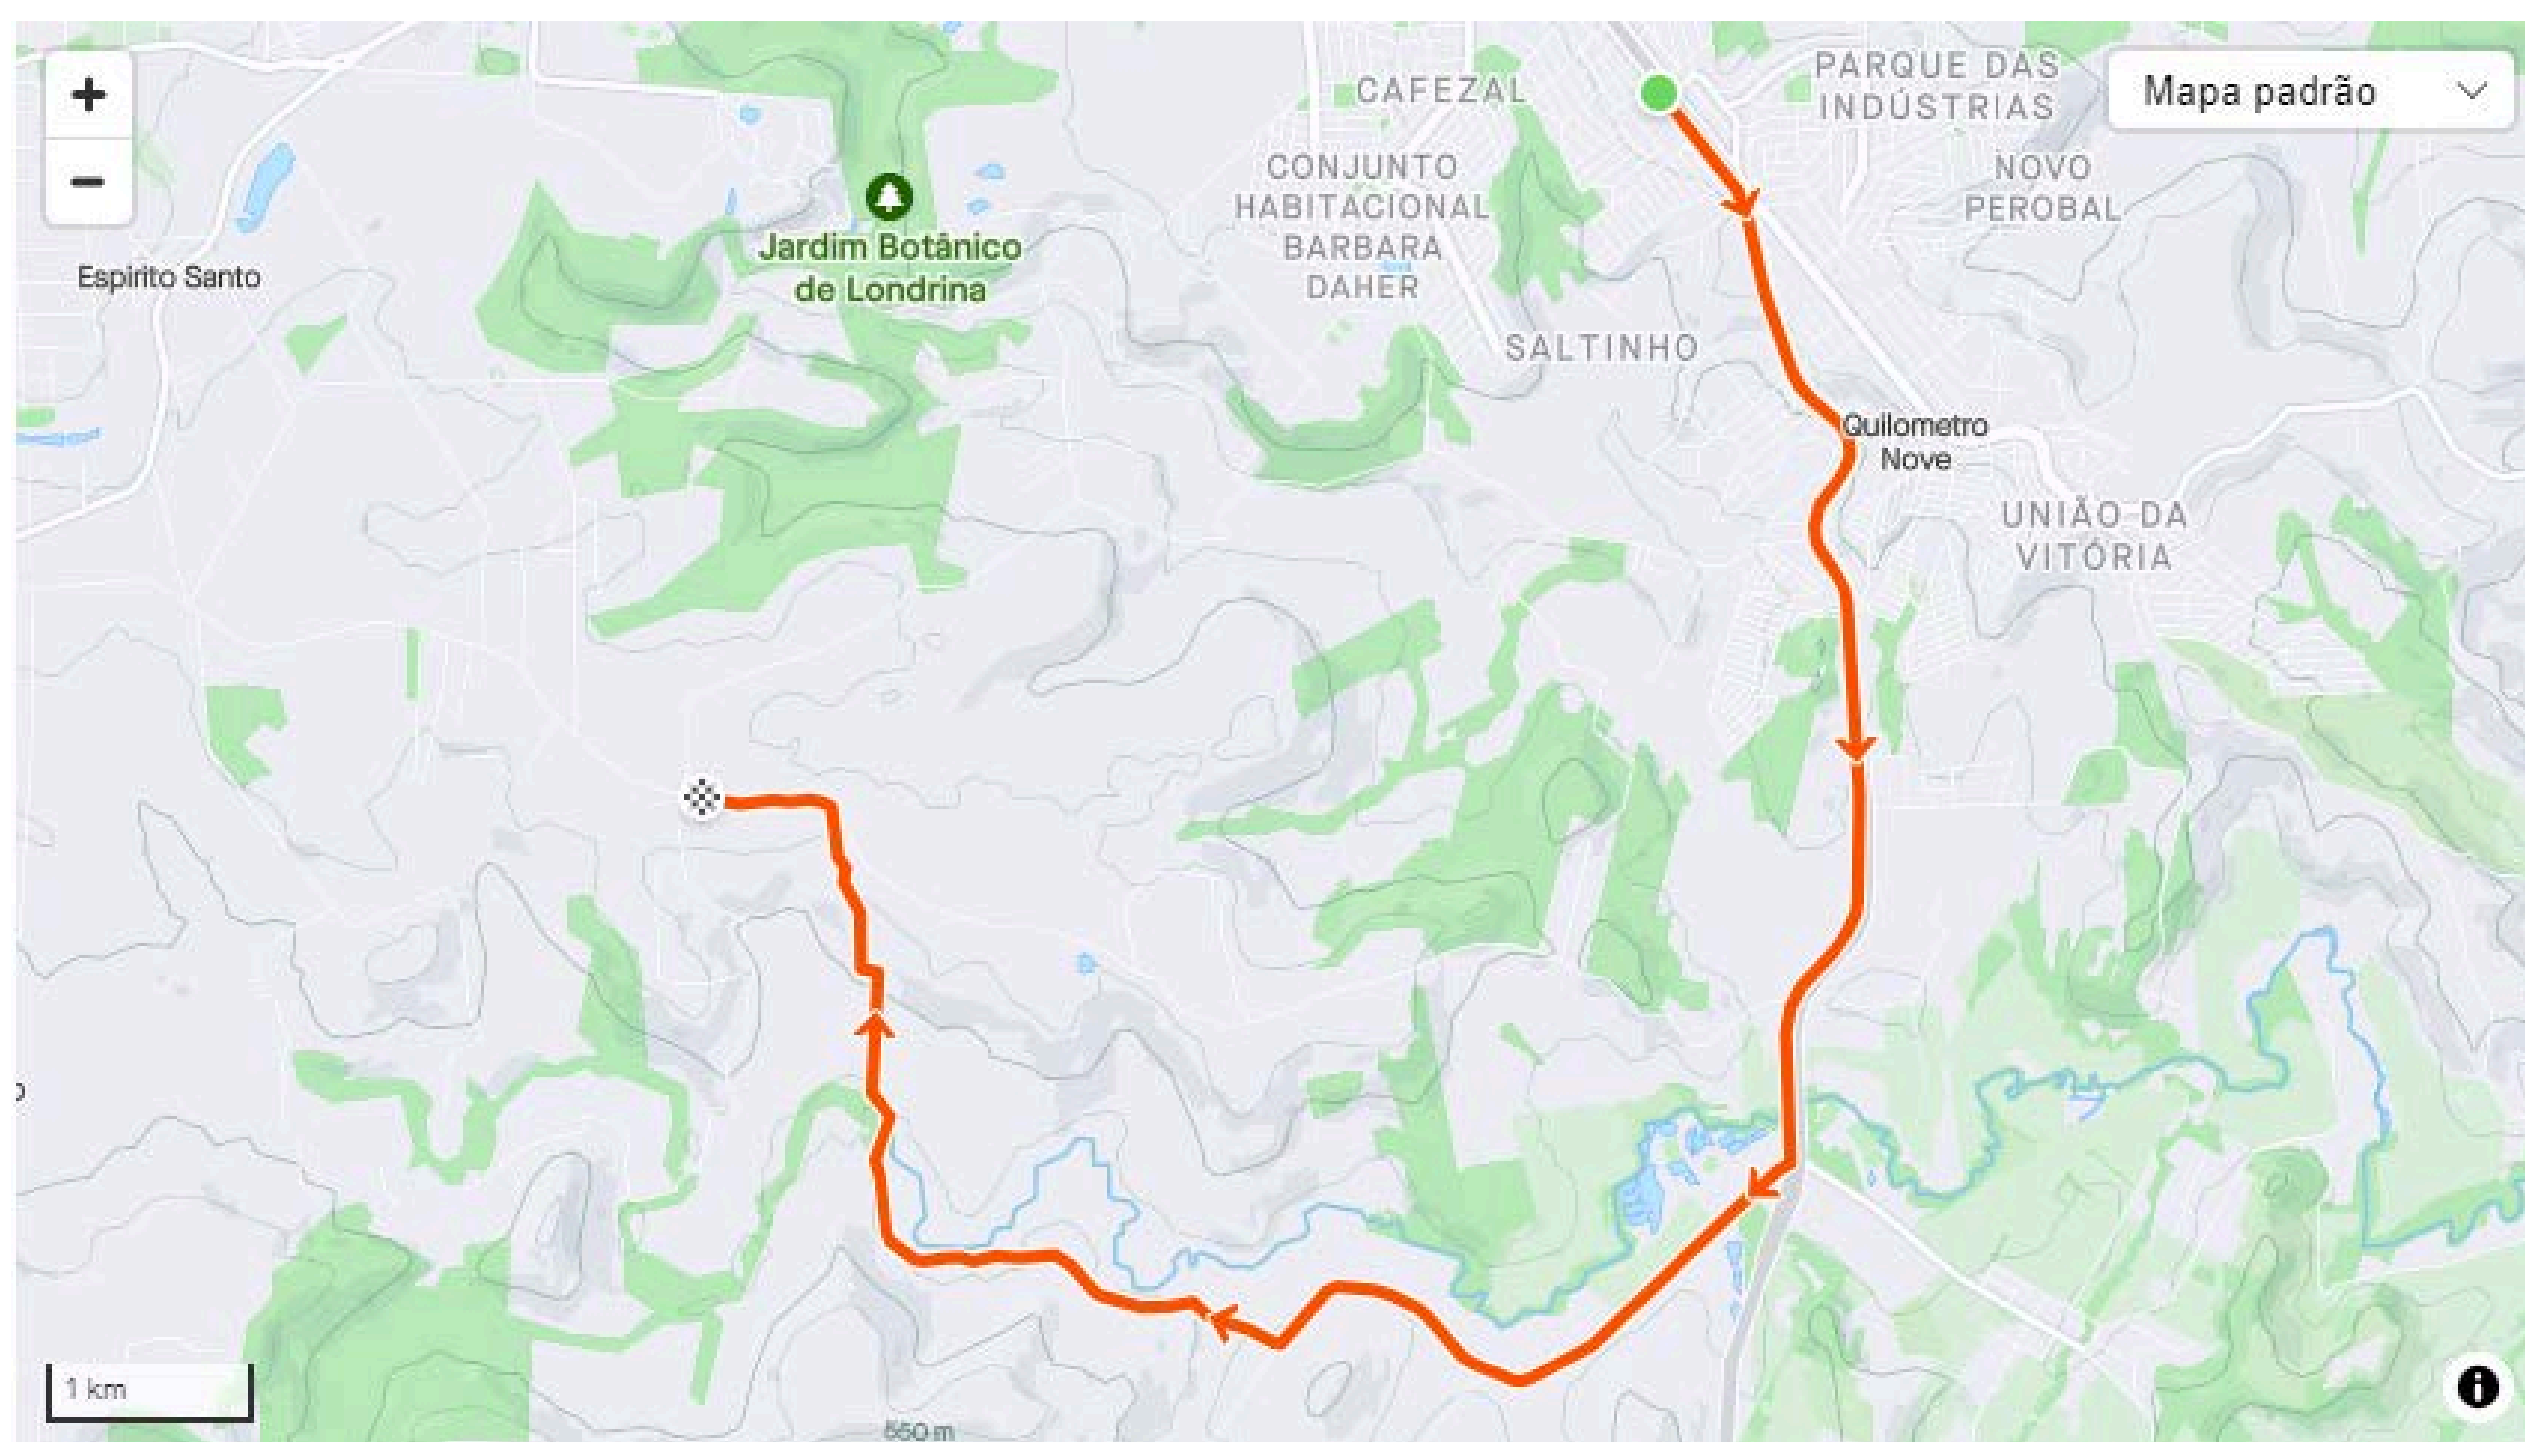 +
−
Mapa padrão
CAFEZAL
PARQUE DAS
INDÚSTRIAS
CONJUNTO
HABITACIONAL
BARBARA
DAHER
NOVO
PEROBAL
Jardim Botânico
de Londrina
Espirito Santo
SALTINHO
Quilometro
Nove
UNIÃO DA
VITÓRIA
1 km
550 m
i